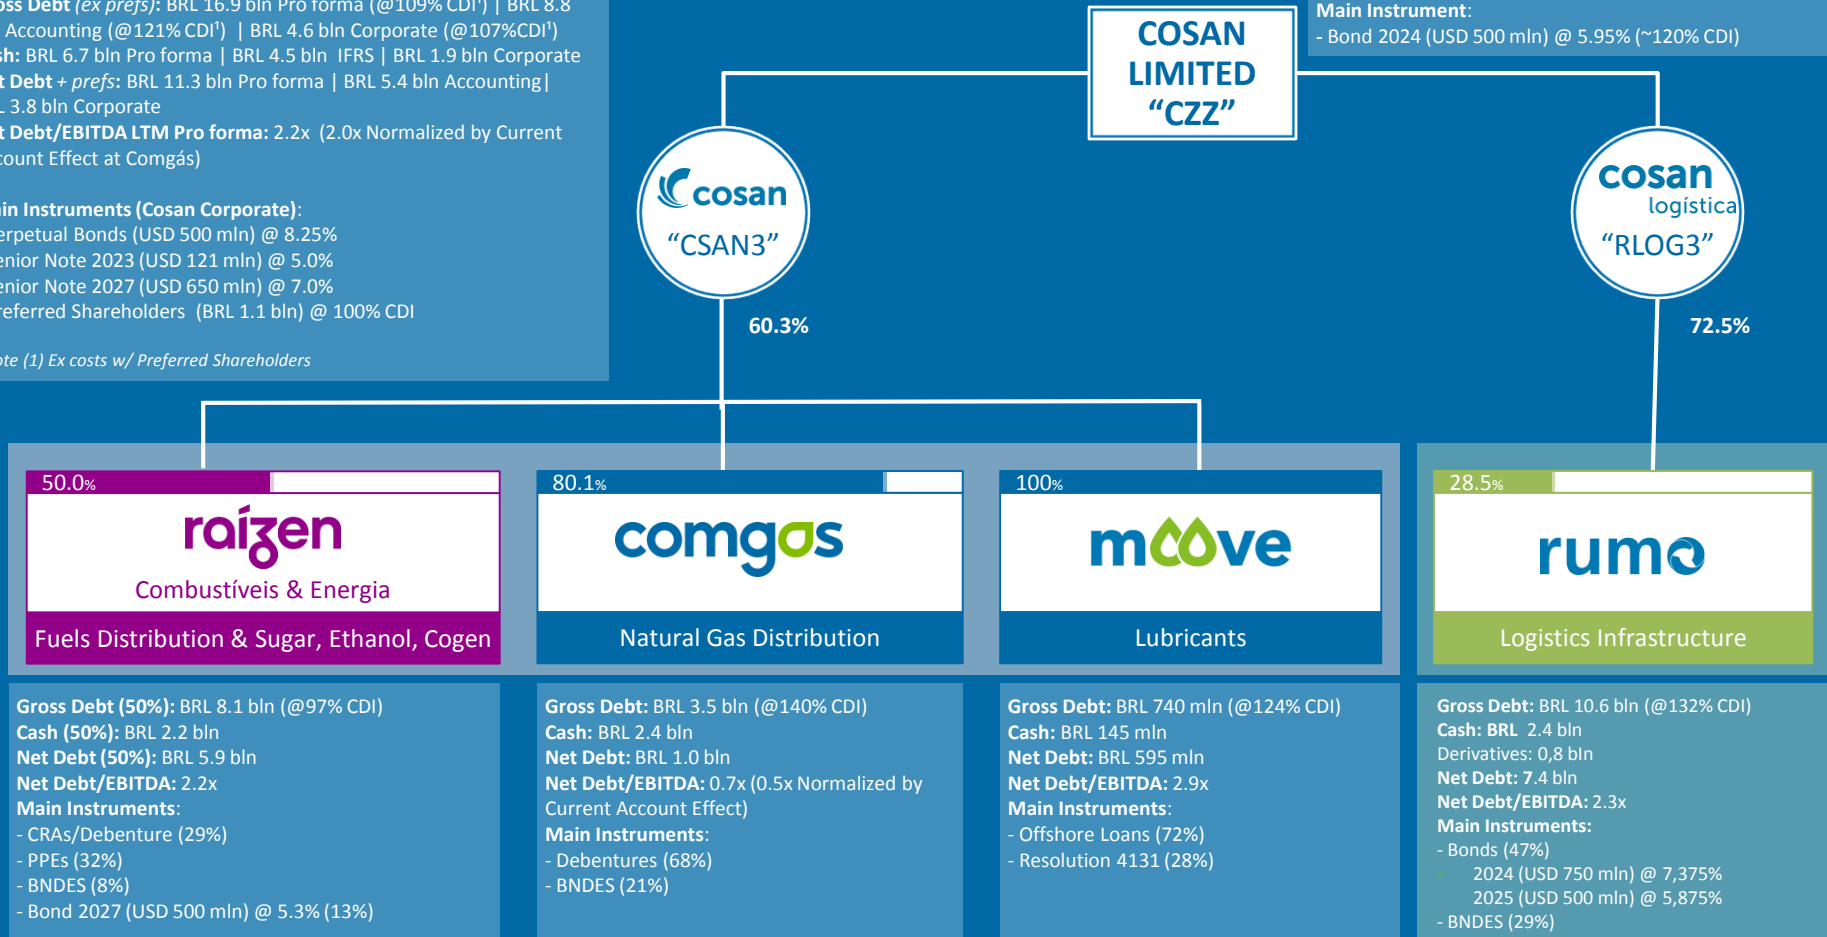 oss Debt (ex prefs): BRL 16.9 bln Pro forma (@109% CDI¹) | BRL 8.8
Accounting (@121% CDI¹) | BRL 4.6 bln Corporate (@107%CDI¹)
sh: BRL 6.7 bln Pro forma | BRL 4.5 bln IFRS | BRL 1.9 bln Corporate
t Debt + prefs: BRL 11.3 bln Pro forma | BRL 5.4 bln Accounting|
L 3.8 bln Corporate
t Debt/EBITDA LTM Pro forma: 2.2x (2.0x Normalized by Current
count Effect at Comgás)
ain Instruments (Cosan Corporate):
erpetual Bonds (USD 500 mln) @ 8.25%
enior Note 2023 (USD 121 mln) @ 5.0%
enior Note 2027 (USD 650 mln) @ 7.0%
referred Shareholders (BRL 1.1 bln) @ 100% CDI
ote (1) Ex costs w/ Preferred Shareholders
COSAN
LIMITED
“CZZ”
Main Instrument:
- Bond 2024 (USD 500 mln) @ 5.95% (~120% CDI)
cosan
“CSAN3”
60.3%
cosan
logística
“RLOG3”
72.5%
50.0%
raízen
Combustíveis & Energia
Fuels Distribution & Sugar, Ethanol, Cogen
80.1%
comgas
Natural Gas Distribution
100%
moove
Lubricants
28.5%
rumo
Logistics Infrastructure
Gross Debt (50%): BRL 8.1 bln (@97% CDI)
Cash (50%): BRL 2.2 bln
Net Debt (50%): BRL 5.9 bln
Net Debt/EBITDA: 2.2x
Main Instruments:
- CRAs/Debenture (29%)
- PPEs (32%)
- BNDES (8%)
- Bond 2027 (USD 500 mln) @ 5.3% (13%)
Gross Debt: BRL 3.5 bln (@140% CDI)
Cash: BRL 2.4 bln
Net Debt: BRL 1.0 bln
Net Debt/EBITDA: 0.7x (0.5x Normalized by
Current Account Effect)
Main Instruments:
- Debentures (68%)
- BNDES (21%)
Gross Debt: BRL 740 mln (@124% CDI)
Cash: BRL 145 mln
Net Debt: BRL 595 mln
Net Debt/EBITDA: 2.9x
Main Instruments:
- Offshore Loans (72%)
- Resolution 4131 (28%)
Gross Debt: BRL 10.6 bln (@132% CDI)
Cash: BRL 2.4 bln
Derivatives: 0,8 bln
Net Debt: 7.4 bln
Net Debt/EBITDA: 2.3x
Main Instruments:
- Bonds (47%)
- 2024 (USD 750 mln) @ 7,375%
2025 (USD 500 mln) @ 5,875%
- BNDES (29%)